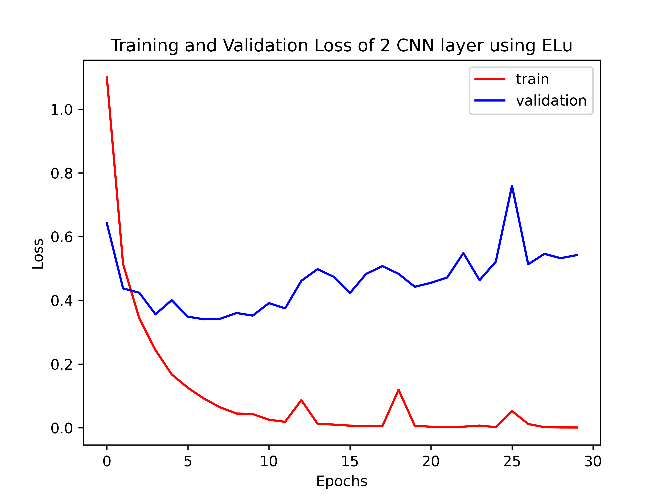 Training and Validation Loss of 2 CNN layer using ELu
train
validation
Loss
1.0
0.8
0.6
0.4
0.2
0.0
0 5 10 15 20 25 30
Epochs